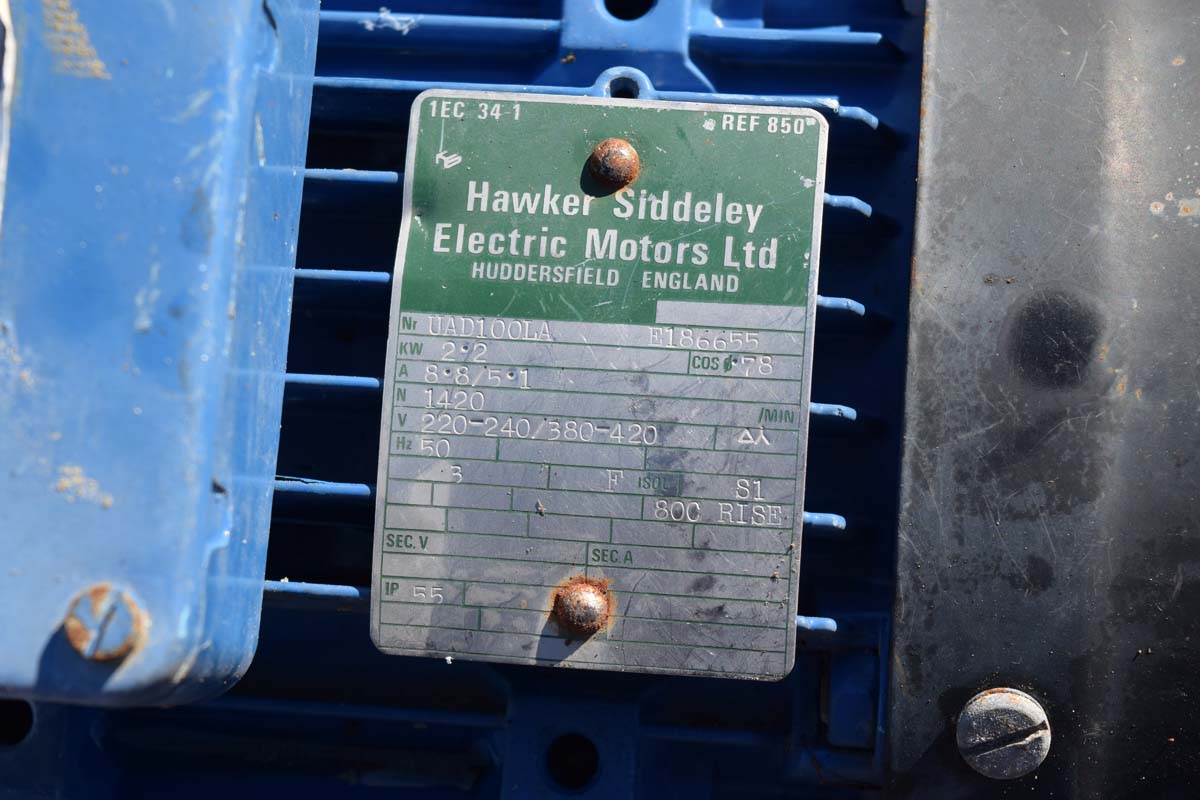 IEC 34-1 REF 850
Hawker Siddeley
Electric Motors Ltd
HUDDERSFIELD ENGLAND
Nr UAD100LA E186655
KW 2·2 COS ϕ ·78
A 8·8/5·1
N 1420 /MIN
V 220-240/380-420 △⅄
Hz 50
3 F ISOL S1
80C RISE
SEC. V SEC. A
IP 55